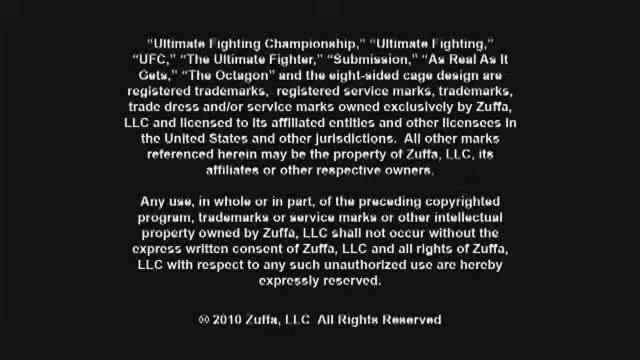 “Ultimate Fighting Championship,” “Ultimate Fighting,”
“UFC,” “The Ultimate Fighter,” “Submission,” “As Real As It
Gets,” “The Octagon” and the eight-sided cage design are
registered trademarks, registered service marks, trademarks,
trade dress and/or service marks owned exclusively by Zuffa,
LLC and licensed to its affiliated entities and other licensees in
the United States and other jurisdictions. All other marks
referenced herein may be the property of Zuffa, LLC, its
affiliates or other respective owners.
Any use, in whole or in part, of the preceding copyrighted
program, trademarks or service marks or other intellectual
property owned by Zuffa, LLC shall not occur without the
express written consent of Zuffa, LLC and all rights of Zuffa,
LLC with respect to any such unauthorized use are hereby
expressly reserved.
© 2010 Zuffa, LLC All Rights Reserved